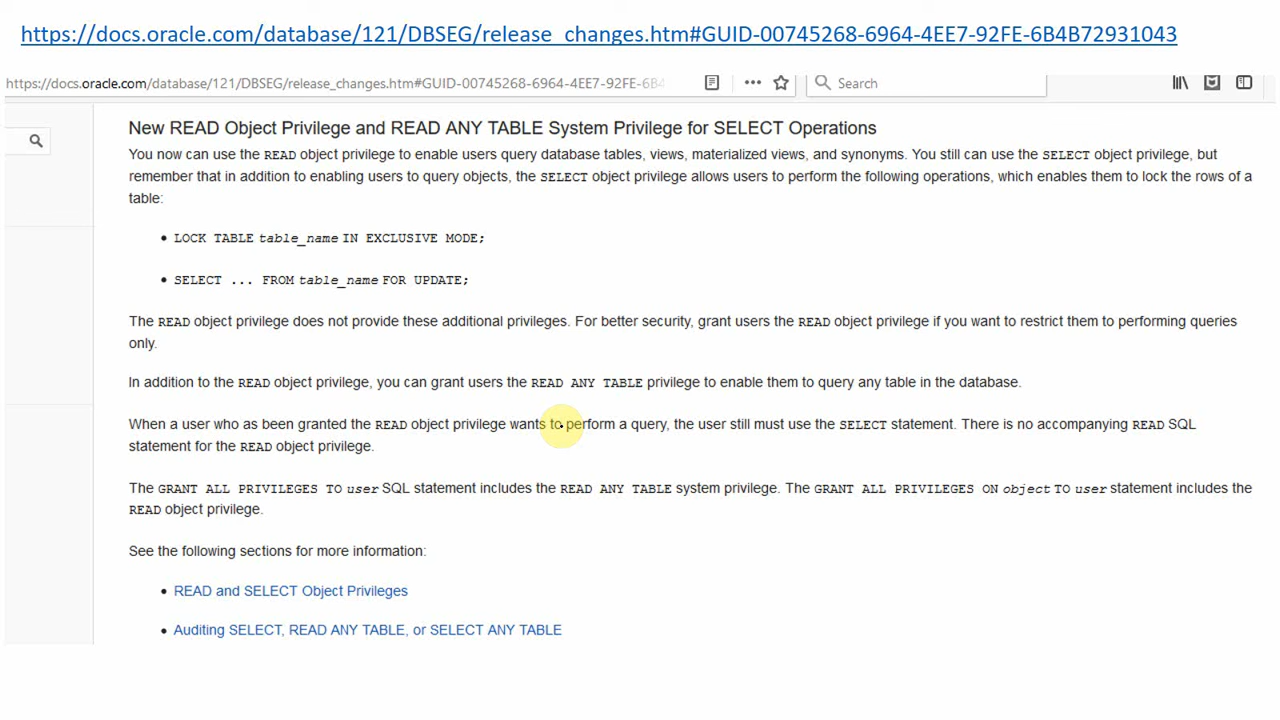 https://docs.oracle.com/database/121/DBSEG/release_changes.htm#GUID-00745268-6964-4EE7-92FE-6B4B72931043
https://docs.oracle.com/database/121/DBSEG/release_changes.htm#GUID-00745268-6964-4EE7-92FE-6B4 Search
New READ Object Privilege and READ ANY TABLE System Privilege for SELECT Operations
You now can use the READ object privilege to enable users query database tables, views, materialized views, and synonyms. You still can use the SELECT object privilege, but
remember that in addition to enabling users to query objects, the SELECT object privilege allows users to perform the following operations, which enables them to lock the rows of a
table:
• LOCK TABLE table_name IN EXCLUSIVE MODE;
• SELECT ... FROM table_name FOR UPDATE;
The READ object privilege does not provide these additional privileges. For better security, grant users the READ object privilege if you want to restrict them to performing queries
only.
In addition to the READ object privilege, you can grant users the READ ANY TABLE privilege to enable them to query any table in the database.
When a user who as been granted the READ object privilege wants to perform a query, the user still must use the SELECT statement. There is no accompanying READ SQL
statement for the READ object privilege.
The GRANT ALL PRIVILEGES TO user SQL statement includes the READ ANY TABLE system privilege. The GRANT ALL PRIVILEGES ON object TO user statement includes the
READ object privilege.
See the following sections for more information:
• READ and SELECT Object Privileges
• Auditing SELECT, READ ANY TABLE, or SELECT ANY TABLE